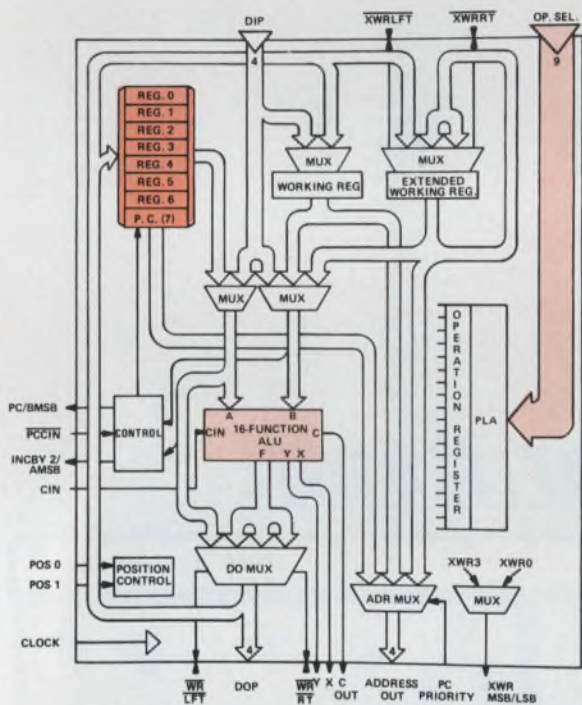 DIP
XWRLFT
XWRRT
OP. SEL.
4
9
REG. 0
REG. 1
REG. 2
REG. 3
REG. 4
REG. 5
REG. 6
P. C. (7)
MUX
WORKING REG
MUX
EXTENDED
WORKING REG.
MUX
MUX
OPERATION REGISTER
PLA
PC/BMSB
PCCIN
INCBY 2/
AMSB
CIN
CONTROL
A
B
CIN
16-FUNCTION
ALU
C
F
Y
X
POS 0
POS 1
POSITION
CONTROL
DO MUX
ADR MUX
XWR3
XWR0
MUX
CLOCK
4
4
WR
LFT
DOP
WR
RT
Y
X
C
OUT
ADDRESS
OUT
PC
PRIORITY
XWR
MSB/LSB